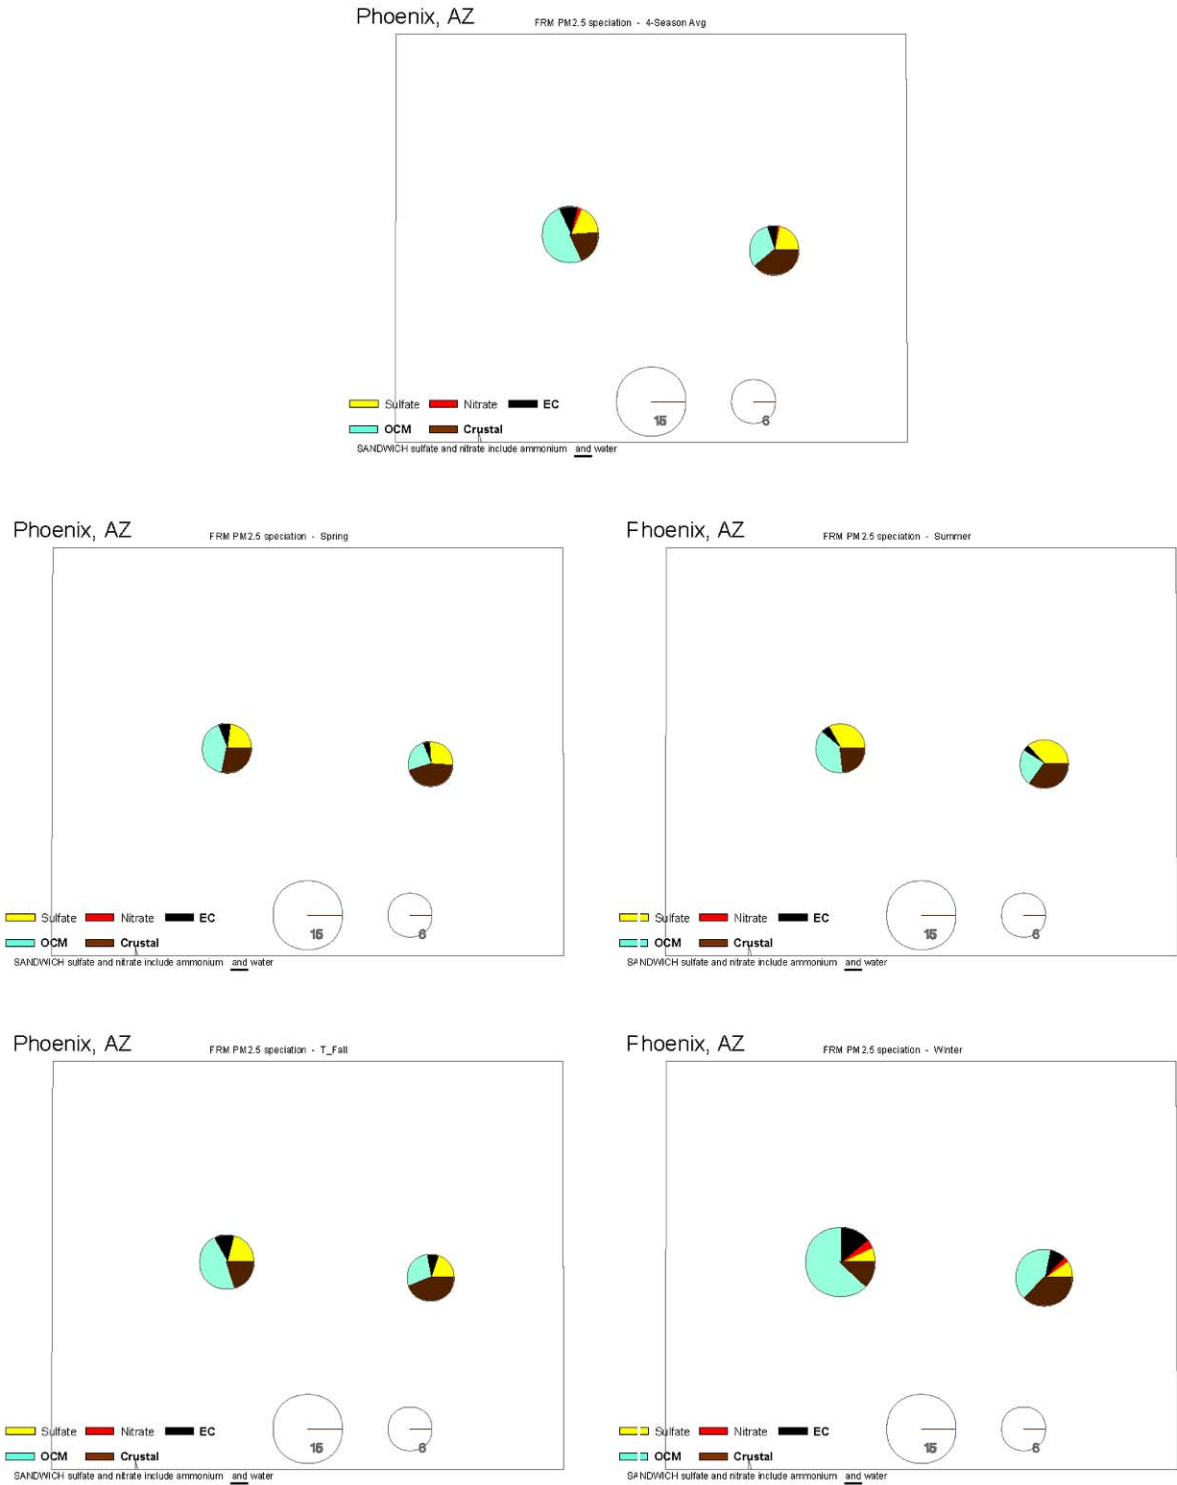 Phoenix, AZ
FRM PM2.5 speciation - 4-Season Avg
15 6
Sulfate Nitrate EC
OCM Crustal
SANDWICH sulfate and nitrate include ammonium and water
Phoenix, AZ
FRM PM2.5 speciation - Spring
15 6
Sulfate Nitrate EC
OCM Crustal
SANDWICH sulfate and nitrate include ammonium and water
Fhoenix, AZ
FRM PM2.5 speciation - Summer
15 6
Sulfate Nitrate EC
OCM Crustal
SANDWICH sulfate and nitrate include ammonium and water
Phoenix, AZ
FRM PM2.5 speciation - T_Fall
15 6
Sulfate Nitrate EC
OCM Crustal
SANDWICH sulfate and nitrate include ammonium and water
Fhoenix, AZ
FRM PM2.5 speciation - Winter
15 6
Sulfate Nitrate EC
OCM Crustal
SANDWICH sulfate and nitrate include ammonium and water